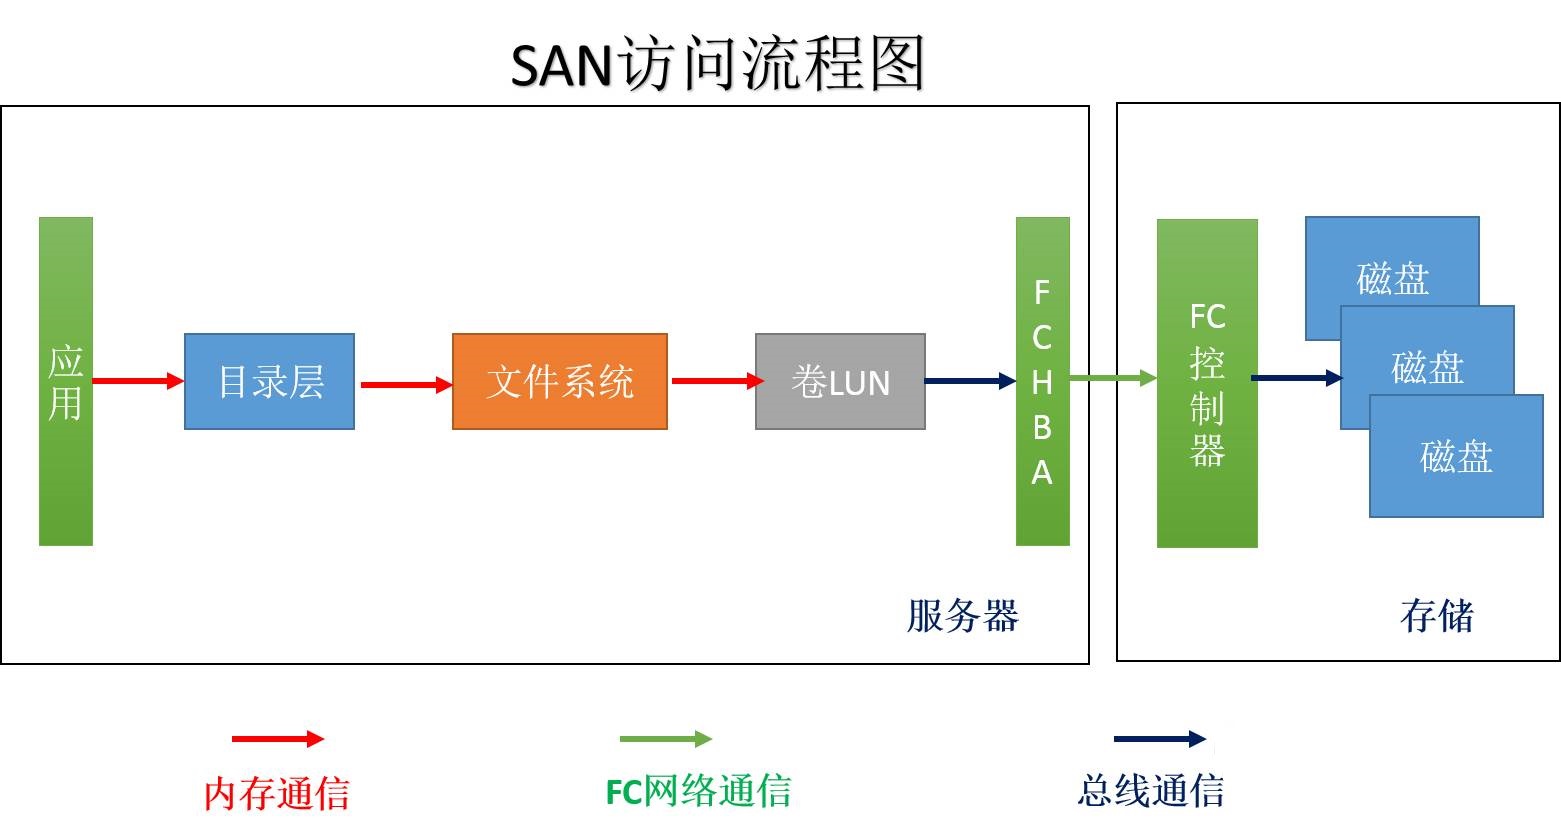 SAN访问流程图
应用
目录层
文件系统
卷LUN
FCHBA
FC控制器
磁盘
磁盘
磁盘
服务器
存储
内存通信
FC网络通信
总线通信